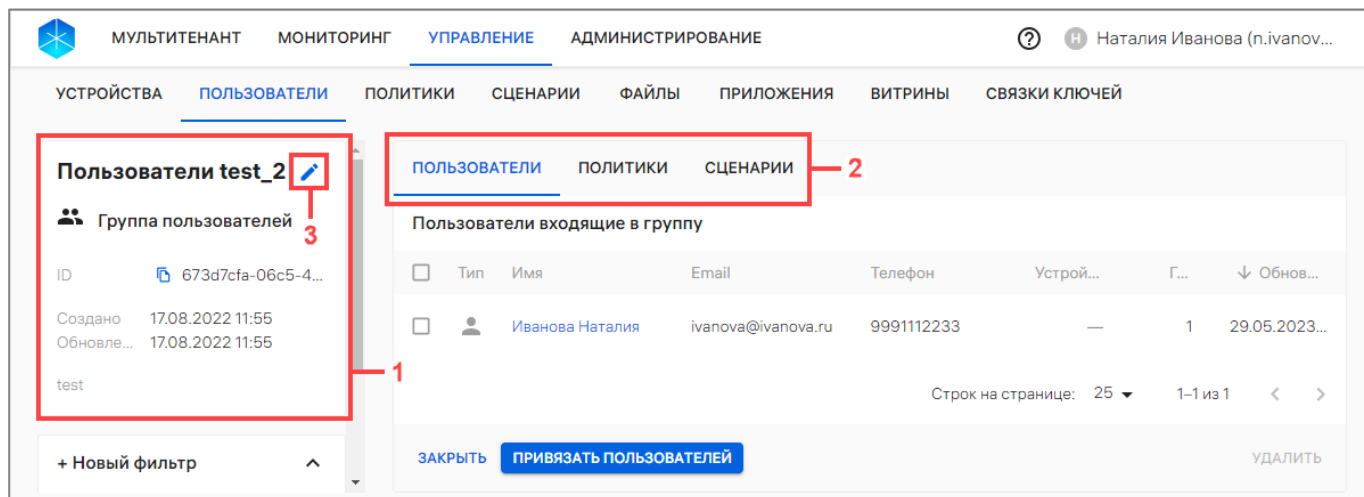 МУЛЬТИТЕНАНТ МОНИТОРИНГ УПРАВЛЕНИЕ АДМИНИСТРИРОВАНИЕ ? Н Наталия Иванова (n.ivanov...
УСТРОЙСТВА ПОЛЬЗОВАТЕЛИ ПОЛИТИКИ СЦЕНАРИИ ФАЙЛЫ ПРИЛОЖЕНИЯ ВИТРИНЫ СВЯЗКИ КЛЮЧЕЙ
Пользователи test_2
3
Группа пользователей
ID 673d7cfa-06c5-4...
Создано 17.08.2022 11:55
Обновле... 17.08.2022 11:55
test
1
+ Новый фильтр
ПОЛЬЗОВАТЕЛИ ПОЛИТИКИ СЦЕНАРИИ 2
Пользователи входящие в группу
Тип Имя Email Телефон Устрой... Г... Обнов...
Иванова Наталия ivanova@ivanova.ru 9991112233 — 1 29.05.2023...
Строк на странице: 25 1–1 из 1
ЗАКРЫТЬ ПРИВЯЗАТЬ ПОЛЬЗОВАТЕЛЕЙ УДАЛИТЬ